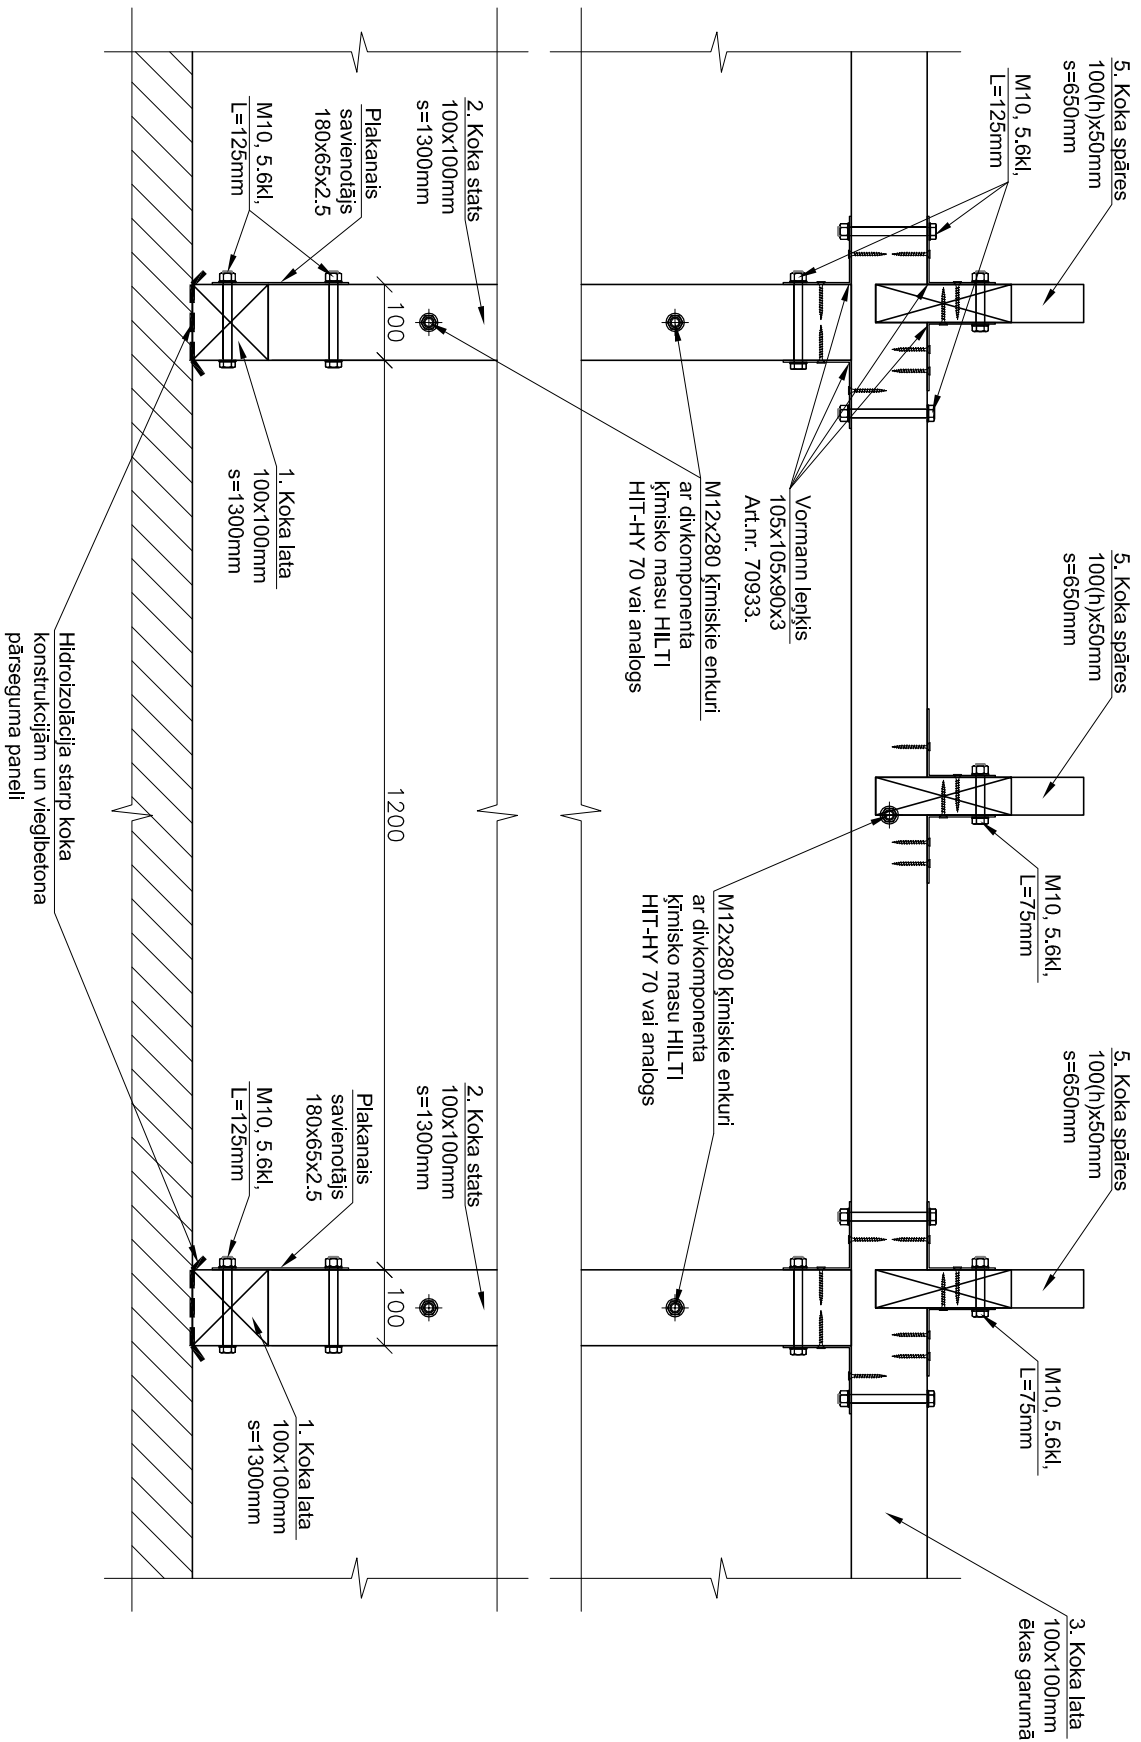 5. Koka spāres
100(h)x50mm
s=650mm
M10, 5.6kl,
L=125mm
2. Koka stats
100x100mm
s=1300mm
Plakanais
savienotājs
180x65x2.5
M10, 5.6kl,
L=125mm
100
1. Koka lata
100x100mm
s=1300mm
Vormann leņķis
105x105x90x3
Art.nr. 70933.
M12x280 ķīmiskie enkuri
ar divkomponenta
ķīmisko masu HILTI
HIT-HY 70 vai analogs
5. Koka spāres
100(h)x50mm
s=650mm
M10, 5.6kl,
L=75mm
1200
Hidroizolācija starp koka
konstrukcijām un vieglbetona
pārseguma paneli
M12x280 ķīmiskie enkuri
ar divkomponenta
ķīmisko masu HILTI
HIT-HY 70 vai analogs
5. Koka spāres
100(h)x50mm
s=650mm
M10, 5.6kl,
L=75mm
2. Koka stats
100x100mm
s=1300mm
Plakanais
savienotājs
180x65x2.5
M10, 5.6kl,
L=125mm
100
1. Koka lata
100x100mm
s=1300mm
3. Koka lata
100x100mm
ēkas garumā